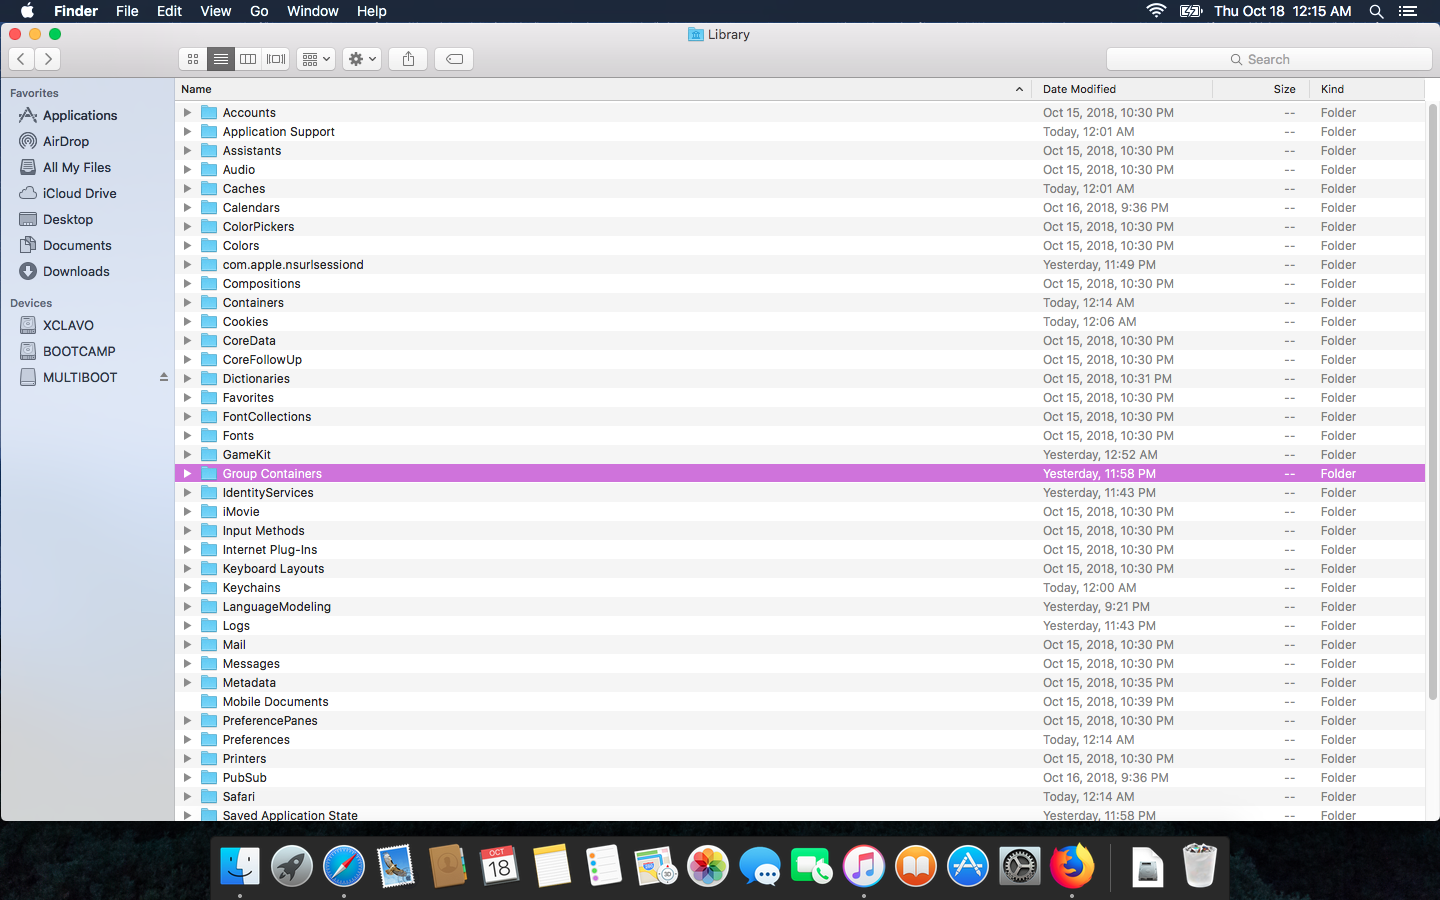 Finder File Edit View Go Window Help Thu Oct 18 12:15 AM
Library
Search
Favorites
Applications
AirDrop
All My Files
iCloud Drive
Desktop
Documents
Downloads
Devices
XCLAVO
BOOTCAMP
MULTIBOOT
Name Date Modified Size Kind
Accounts Oct 15, 2018, 10:30 PM -- Folder
Application Support Today, 12:01 AM -- Folder
Assistants Oct 15, 2018, 10:30 PM -- Folder
Audio Oct 15, 2018, 10:30 PM -- Folder
Caches Today, 12:01 AM -- Folder
Calendars Oct 16, 2018, 9:36 PM -- Folder
ColorPickers Oct 15, 2018, 10:30 PM -- Folder
Colors Oct 15, 2018, 10:30 PM -- Folder
com.apple.nsurlsessiond Yesterday, 11:49 PM -- Folder
Compositions Oct 15, 2018, 10:30 PM -- Folder
Containers Today, 12:14 AM -- Folder
Cookies Today, 12:06 AM -- Folder
CoreData Oct 15, 2018, 10:30 PM -- Folder
CoreFollowUp Oct 15, 2018, 10:30 PM -- Folder
Dictionaries Oct 15, 2018, 10:31 PM -- Folder
Favorites Oct 15, 2018, 10:30 PM -- Folder
FontCollections Oct 15, 2018, 10:30 PM -- Folder
Fonts Oct 15, 2018, 10:30 PM -- Folder
GameKit Yesterday, 12:52 AM -- Folder
Group Containers Yesterday, 11:58 PM -- Folder
IdentityServices Yesterday, 11:43 PM -- Folder
iMovie Oct 15, 2018, 10:30 PM -- Folder
Input Methods Oct 15, 2018, 10:30 PM -- Folder
Internet Plug-Ins Oct 15, 2018, 10:30 PM -- Folder
Keyboard Layouts Oct 15, 2018, 10:30 PM -- Folder
Keychains Today, 12:00 AM -- Folder
LanguageModeling Yesterday, 9:21 PM -- Folder
Logs Yesterday, 11:43 PM -- Folder
Mail Oct 15, 2018, 10:30 PM -- Folder
Messages Oct 15, 2018, 10:30 PM -- Folder
Metadata Oct 15, 2018, 10:35 PM -- Folder
Mobile Documents Oct 15, 2018, 10:39 PM -- Folder
PreferencePanes Oct 15, 2018, 10:30 PM -- Folder
Preferences Today, 12:14 AM -- Folder
Printers Oct 15, 2018, 10:30 PM -- Folder
PubSub Oct 16, 2018, 9:36 PM -- Folder
Safari Today, 12:14 AM -- Folder
Saved Application State Yesterday, 11:58 PM -- Folder
OCT
18